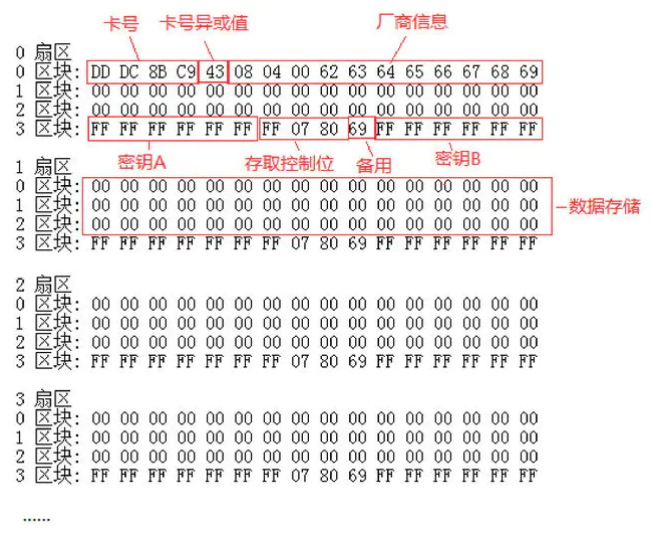 卡号 卡号异或值 厂商信息
0 扇区
0 区块: DD DC 8B C9 43 08 04 00 62 63 64 65 66 67 68 69
1 区块: 00 00 00 00 00 00 00 00 00 00 00 00 00 00 00 00
2 区块: 00 00 00 00 00 00 00 00 00 00 00 00 00 00 00 00
3 区块: FF FF FF FF FF FF FF 07 80 69 FF FF FF FF FF FF
密钥A 存取控制位 备用 密钥B
1 扇区
0 区块: 00 00 00 00 00 00 00 00 00 00 00 00 00 00 00 00
1 区块: 00 00 00 00 00 00 00 00 00 00 00 00 00 00 00 00 数据存储
2 区块: 00 00 00 00 00 00 00 00 00 00 00 00 00 00 00 00
3 区块: FF FF FF FF FF FF FF 07 80 69 FF FF FF FF FF FF
2 扇区
0 区块: 00 00 00 00 00 00 00 00 00 00 00 00 00 00 00 00
1 区块: 00 00 00 00 00 00 00 00 00 00 00 00 00 00 00 00
2 区块: 00 00 00 00 00 00 00 00 00 00 00 00 00 00 00 00
3 区块: FF FF FF FF FF FF FF 07 80 69 FF FF FF FF FF FF
3 扇区
0 区块: 00 00 00 00 00 00 00 00 00 00 00 00 00 00 00 00
1 区块: 00 00 00 00 00 00 00 00 00 00 00 00 00 00 00 00
2 区块: 00 00 00 00 00 00 00 00 00 00 00 00 00 00 00 00
3 区块: FF FF FF FF FF FF FF 07 80 69 FF FF FF FF FF FF
......